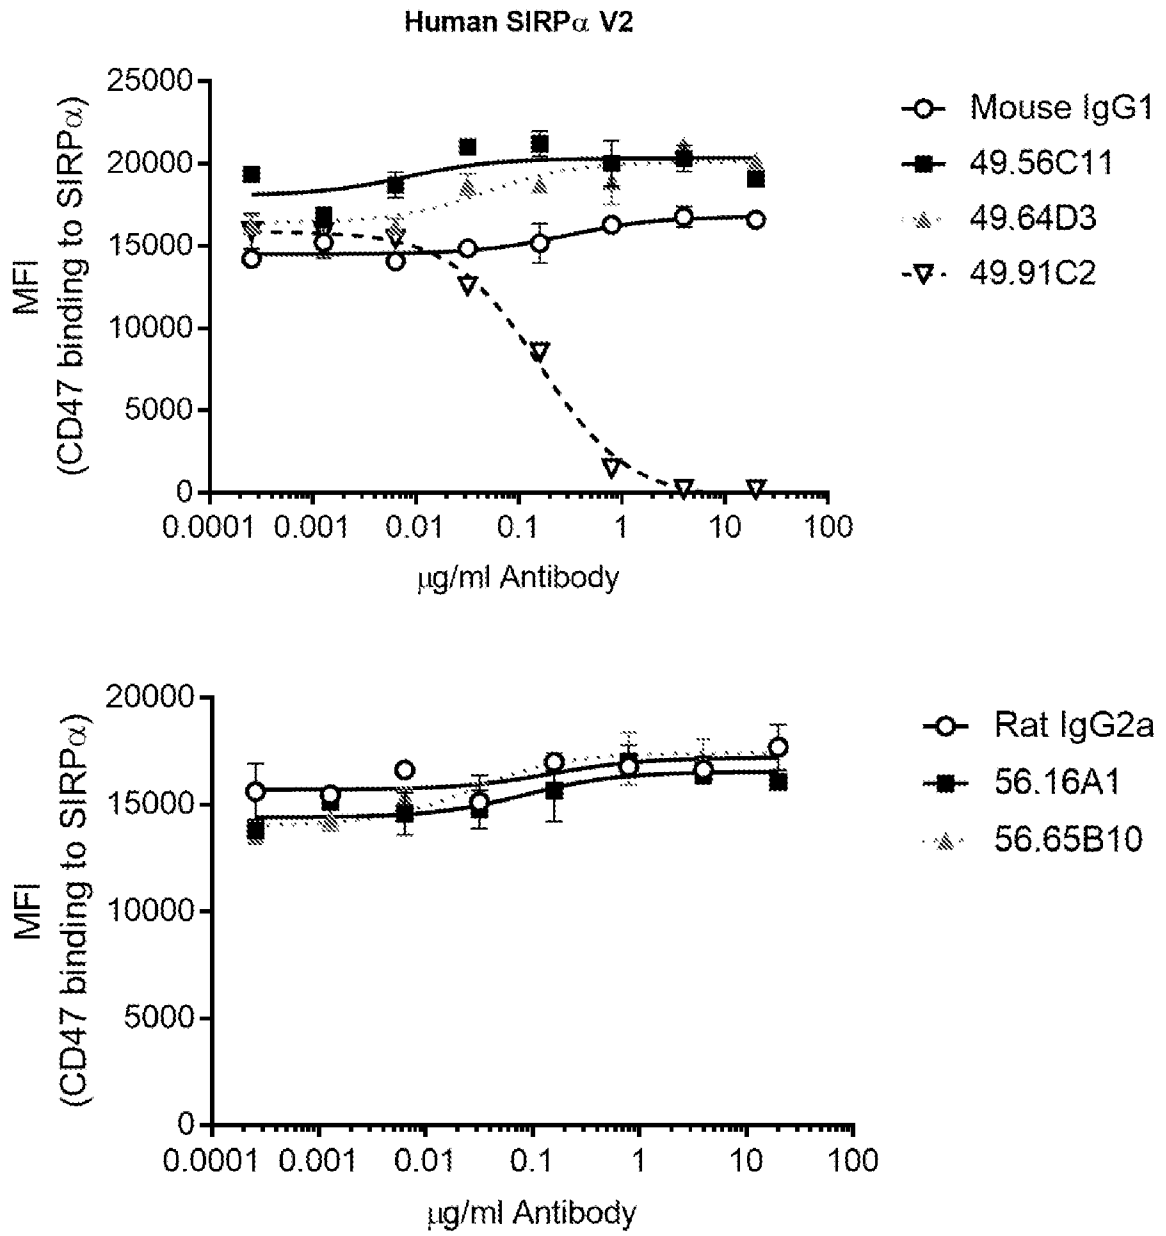 Human SIRPα V2
25000
20000
15000
10000
5000
0
MFI
(CD47 binding to SIRPα)
0.0001 0.001 0.01 0.1 1 10 100
µg/ml Antibody
Mouse IgG1
49.56C11
49.64D3
49.91C2
20000
15000
10000
5000
0
MFI
(CD47 binding to SIRPα)
0.0001 0.001 0.01 0.1 1 10 100
µg/ml Antibody
Rat IgG2a
56.16A1
56.65B10